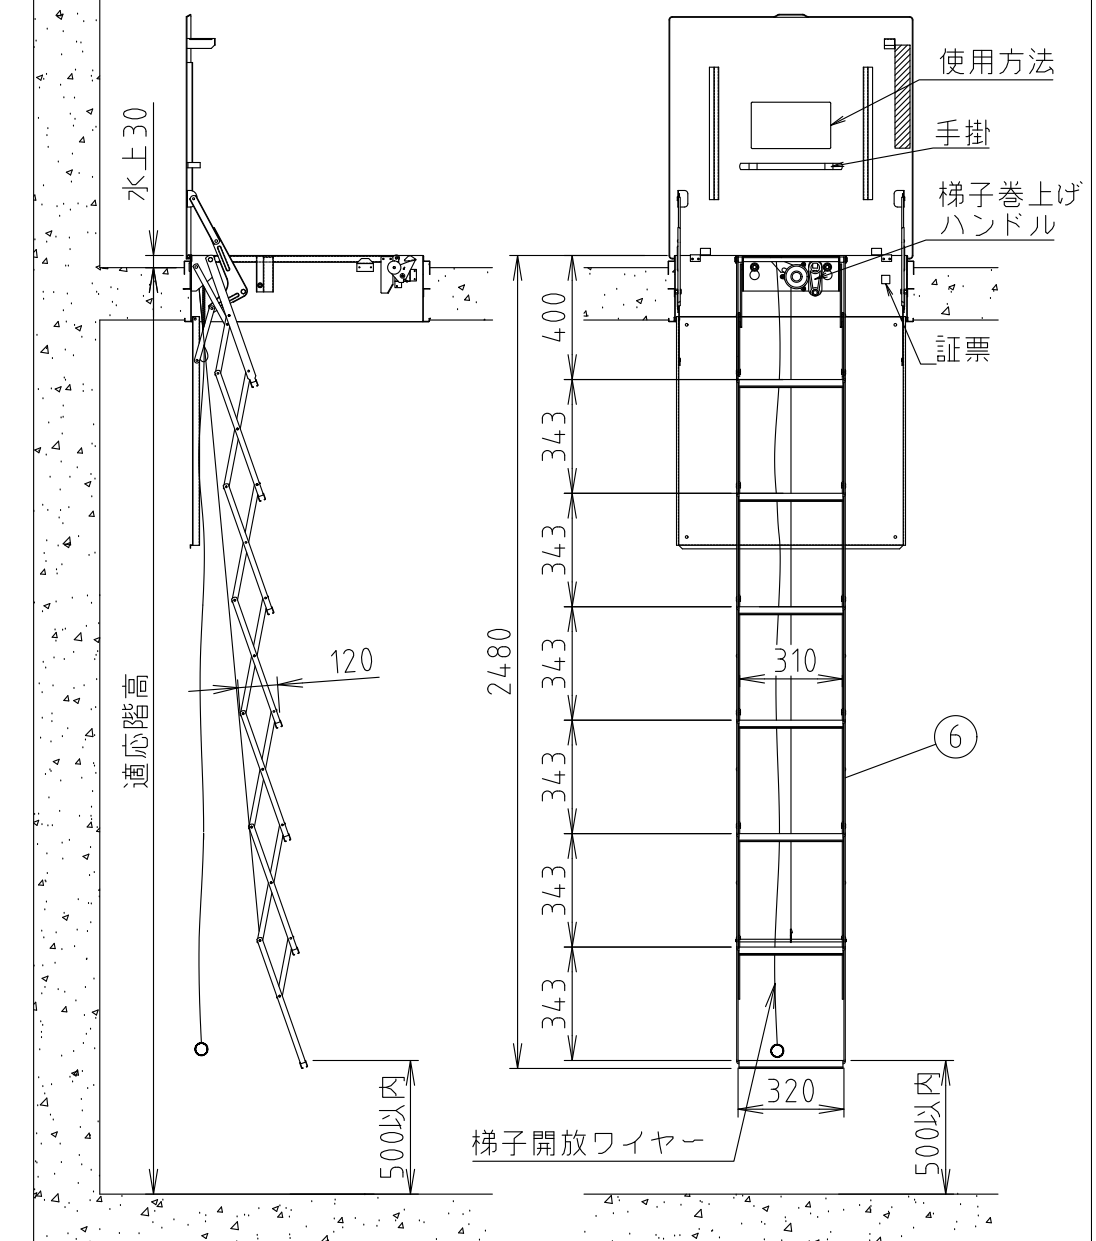 使用方法
手掛
梯子巻上げ
ハンドル
証票
水上30
適応階高
120
500以内
2480
400
343
343
343
343
343
343
310
6
320
梯子開放ワイヤー
500以内